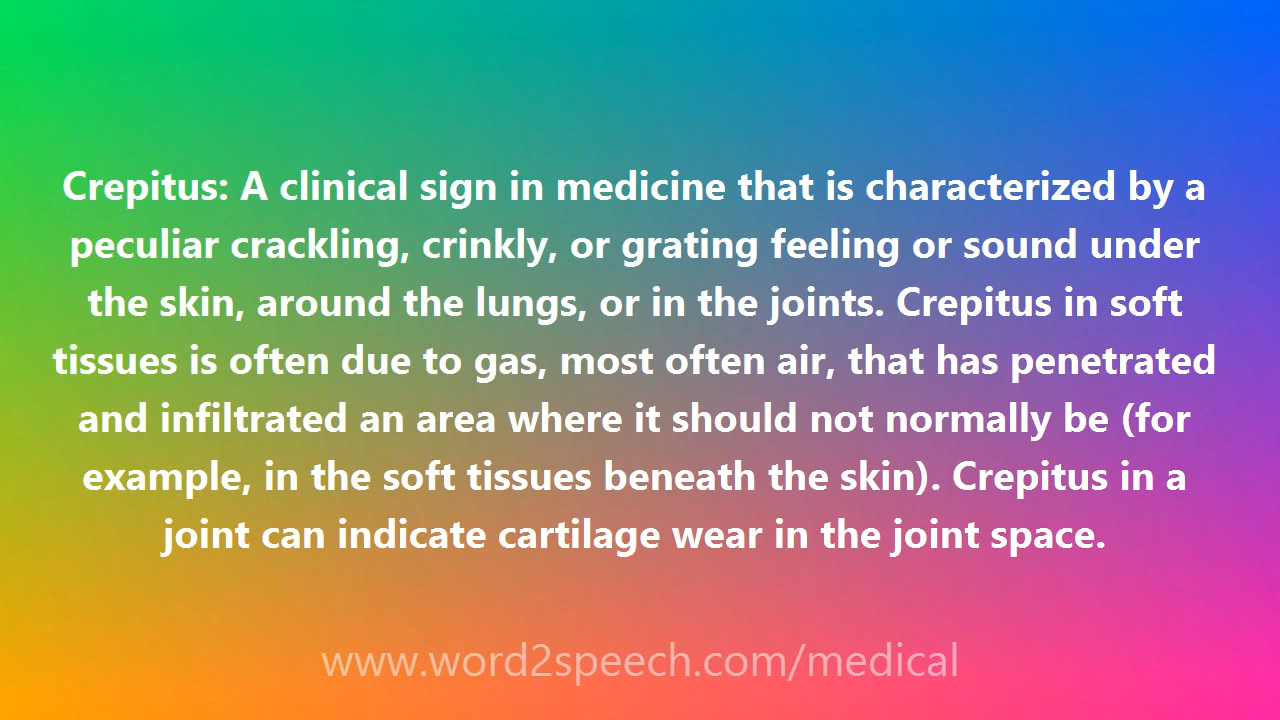 Crepitus: A clinical sign in medicine that is characterized by a
peculiar crackling, crinkly, or grating feeling or sound under
the skin, around the lungs, or in the joints. Crepitus in soft
tissues is often due to gas, most often air, that has penetrated
and infiltrated an area where it should not normally be (for
example, in the soft tissues beneath the skin). Crepitus in a
joint can indicate cartilage wear in the joint space.
www.word2speech.com/medical